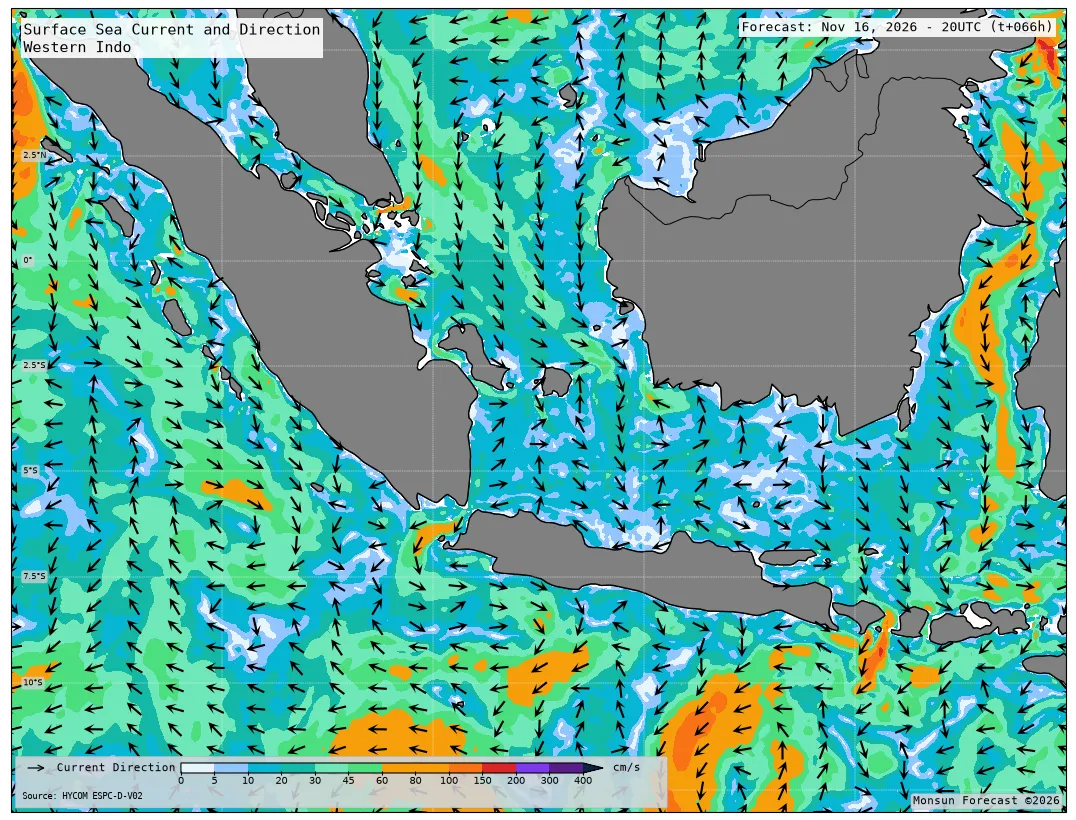 Surface Sea Current and Direction
Western Indo
Forecast: Nov 16, 2026 - 20UTC (t+066h)
2.5°N
0°
2.5°S
5°S
7.5°S
10°S
Current Direction
0 5 10 20 30 45 60 80 100 150 200 300 400 cm/s
Source: HYCOM ESPC-D-V02
Monsun Forecast ©2026